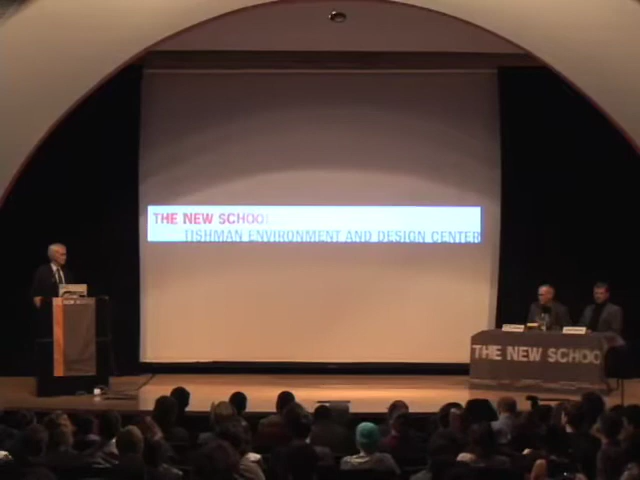 THE NEW SCHOOL
TISHMAN ENVIRONMENT AND DESIGN CENTER
THE NEW SCHOO